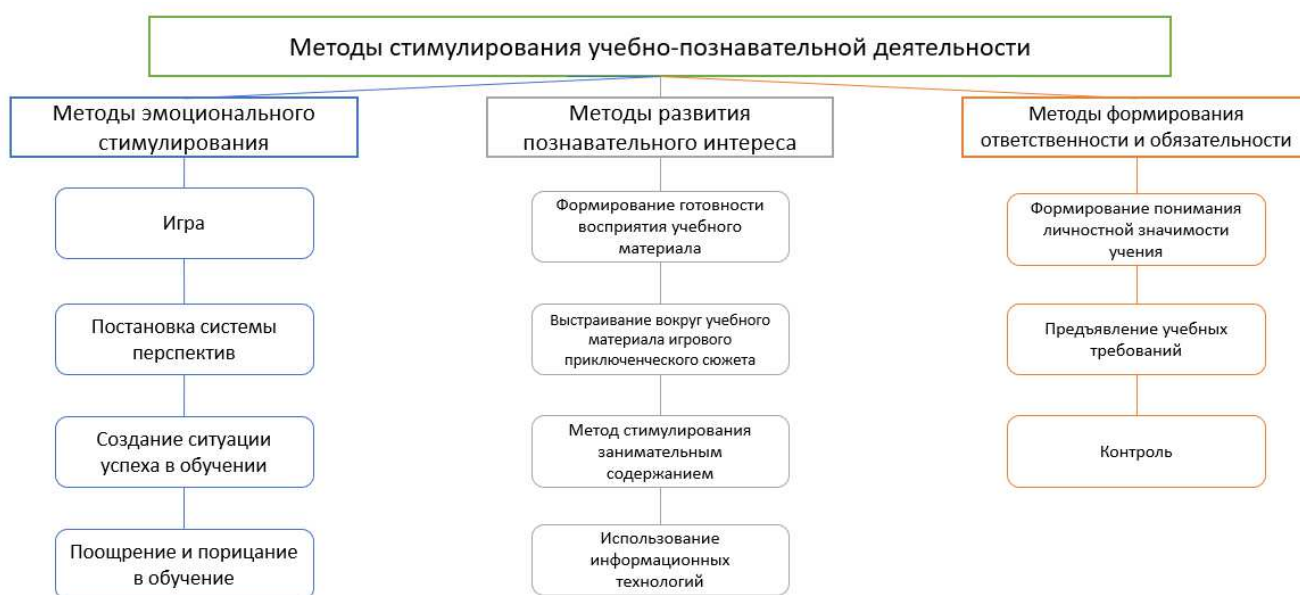 Методы стимулирования учебно-познавательной деятельности
Методы эмоционального
стимулирования
Игра
Постановка системы
перспектив
Создание ситуации
успеха в обучении
Поощрение и порицание
в обучение
Методы развития
познавательного интереса
Формирование готовности
восприятия учебного
материала
Выстраивание вокруг учебного
материала игрового
приключенческого сюжета
Метод стимулирования
занимательным
содержанием
Использование
информационных
технологий
Методы формирования
ответственности и обязательности
Формирование понимания
личностной значимости
учения
Предъявление учебных
требований
Контроль